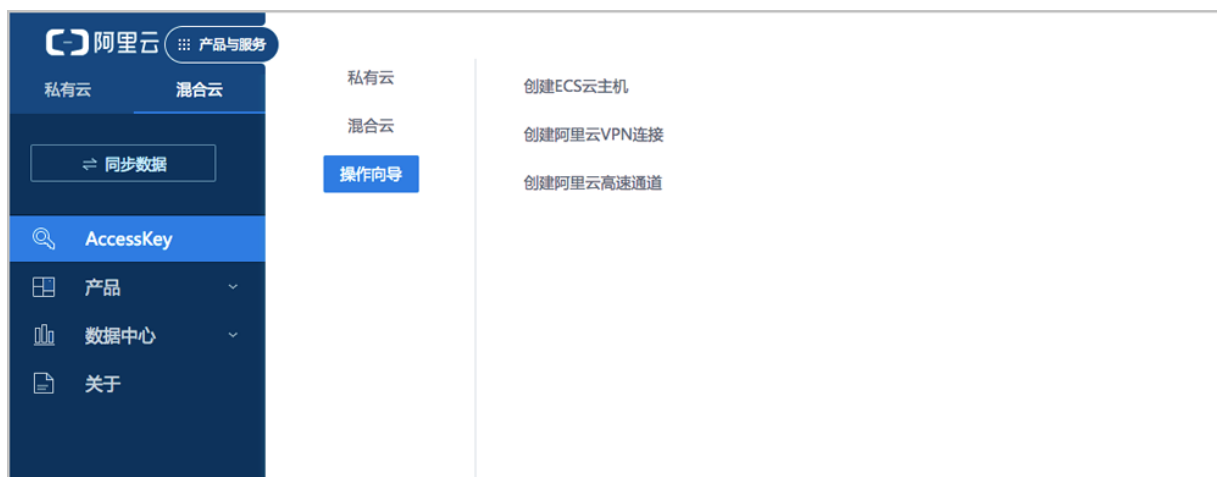 阿里云
产品与服务
私有云 混合云
同步数据
AccessKey
产品
数据中心
关于
私有云
混合云
操作向导
创建ECS云主机
创建阿里云VPN连接
创建阿里云高速通道